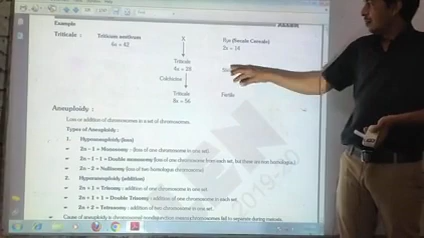 Example
Triticale : Triticum aestivum X Rye (Secale Cereale)
6x = 42 2x = 14
Triticale
4x = 28
Colchicine
Triticale Fertile
8x = 56
Aneuploidy :
Loss or addition of chromosomes in a set of chromosomes.
Types of Aneuploidy :
1. Hypoaneuploidy (loss)
- 2n - 1 = Monosomy - (loss of one chromosome in one set)
- 2n - 1 - 1 = Double monosomy (loss of one chromosome from each set, but these are non homologous)
- 2n - 2 = Nullisomy (loss of two homologue chromosomes)
2. Hyperaneuploidy (addition)
- 2n + 1 = Trisomy : addition of one chromosome in one set.
- 2n + 1 + 1 = Double Trisomy : addition of one chromosome in each set.
- 2n + 2 = Tetrasomy : addition of two chromosome in one set.
- Cause of aneuploidy is chromosomal nondisjunction means chromosomes fail to separate during meiosis.
2019-20